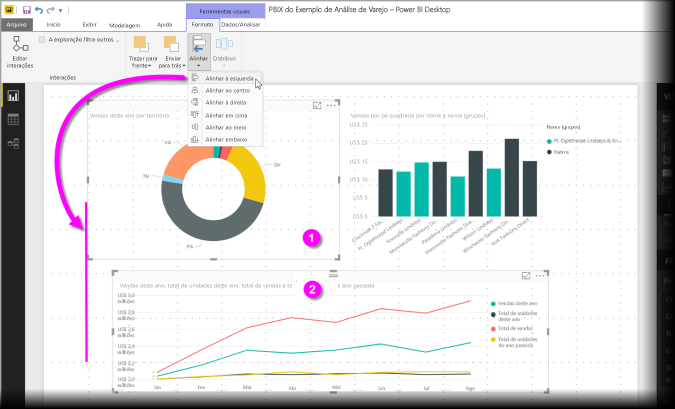 Ferramentas visuais
PBIX do Exemplo de Análise de Varejo – Power BI Desktop
Arquivo
Início
Exibir
Modelagem
Ajuda
Formato
Dados/Analisar
A exploração filtra outros ...
Editar
interações
Trazer para
frente
Enviar
para trás
Alinhar
Distribuir
Interações
Alinhar à esquerda
Alinhar ao centro
Alinhar à direita
Alinhar em cima
Alinhar ao meio
Alinhar embaixo
Vendas deste ano por território
VA
TN
OH
PA
1
Vendas por pé quadrado por nome e nome (grupos)
US$ 25
US$ 20
US$ 15
US$ 10
US$ 5
US$ 0
Cincinnati 2 Fas...
Ft. Oglethorpe Lindseys
Knoxville Lindseys
Monroeville Fashions Dir...
Pasadena Lindseys
Sharonville Fashions Dire...
Wilson Lindseys
Winchester Fashions Dir...
York Fashions Direct
Nome (grupos)
Ft. Oglethorpe Lindseys & Kn...
Outros
Vendas deste ano, total de unidades deste ano, total de vendas e to
2
o ano passado
US$ 3,0
milhões
US$ 2,8
milhões
US$ 2,6
milhões
US$ 2,4
milhões
US$ 2,2
milhões
US$ 2,0
milhões
Jan
Fev
Mar
Abr
Mai
Jun
Jul
Ago
Vendas deste ano
Total de unidades
deste ano
Total de vendas
Total de unidades
do ano passado